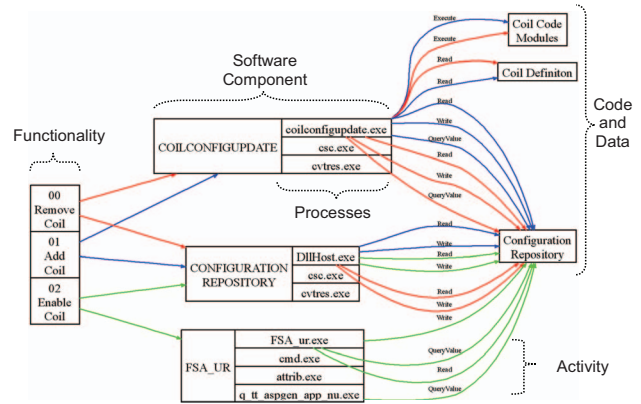 Software
Component
Functionality
Code
and
Data
Execute
Execute
Read
Read
Coil Code
Modules
Coil Definiton
Read
Write
QueryValue
Read
Write
QueryValue
COILCONFIGUPDATE
coilconfigupdate.exe
csc.exe
cvtres.exe
Processes
00
Remove
Coil
01
Add
Coil
02
Enable
Coil
CONFIGURATION
REPOSITORY
DllHost.exe
csc.exe
cvtres.exe
Read
Write
Read
Write
Read
Write
Configuration
Repository
FSA_UR
FSA_ur.exe
cmd.exe
attrib.exe
q_tt_aspgen_app_nu.exe
QueryValue
Read
QueryValue
Activity